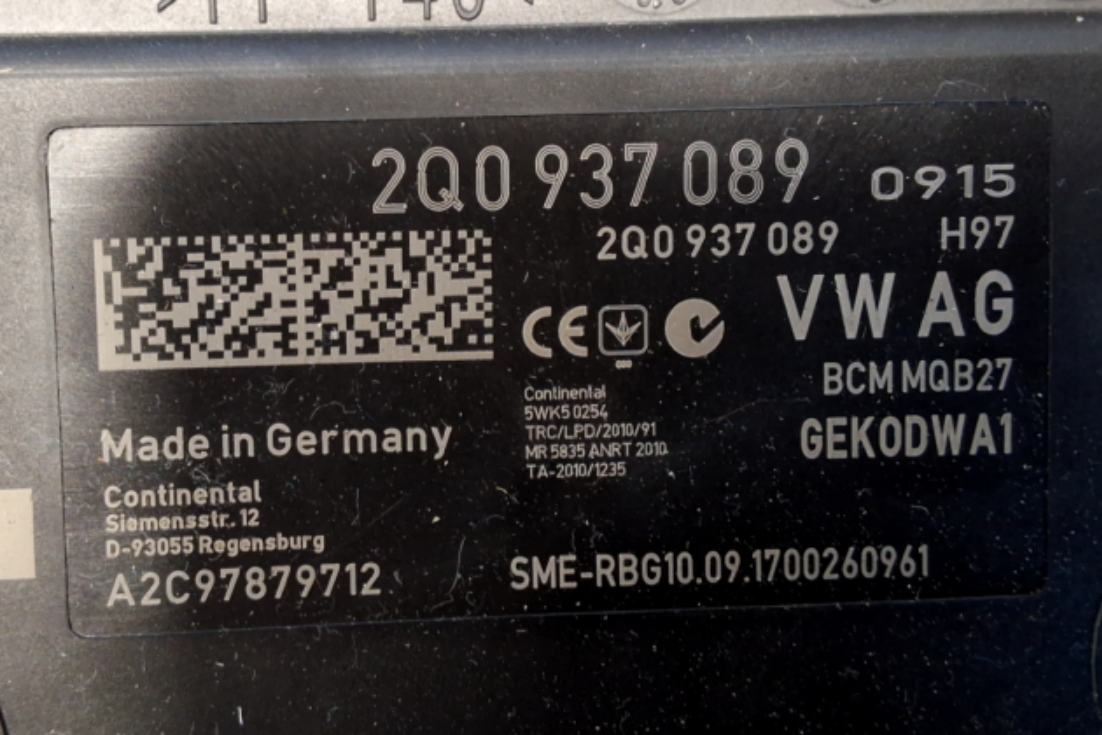 2Q0 937 089 0915
2Q0 937 089 H97
VW AG
CE
BCM MQB27
GEK0DWA1
Continental
5WK5 0254
TRC/LPD/2010/91
MR 5835 ANRT 2010
TA-2010/1235
Made in Germany
Continental
Siemensstr. 12
D-93055 Regensburg
A2C97879712
SME-RBG10.09.1700260961